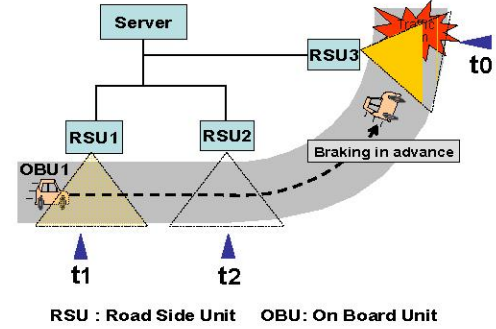 Server
Traffic
RSU3
t0
RSU1
RSU2
Braking in advance
OBU1
t1
t2
RSU : Road Side Unit OBU: On Board Unit